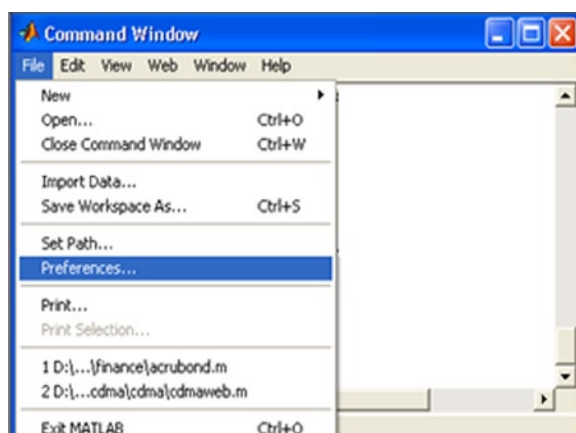 Command Window
File Edit View Web Window Help
New
Open... Ctrl+O
Close Command Window Ctrl+W
Import Data...
Save Workspace As... Ctrl+S
Set Path...
Preferences...
Print...
Print Selection...
1 D:\...\finance\acrubond.m
2 D:\...cdma\cdma\cdmaweb.m
Exit MATLAB Ctrl+Q